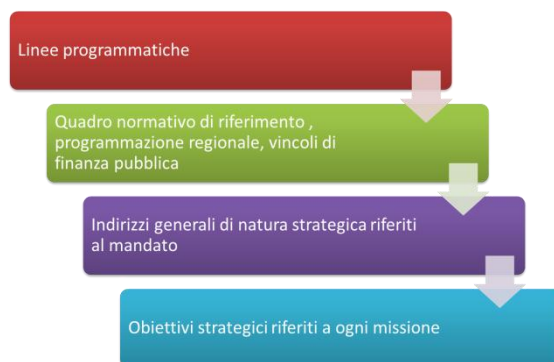 Linee programmatiche
Quadro normativo di riferimento ,
programmazione regionale, vincoli di
finanza pubblica
Indirizzi generali di natura strategica riferiti
al mandato
Obiettivi strategici riferiti a ogni missione